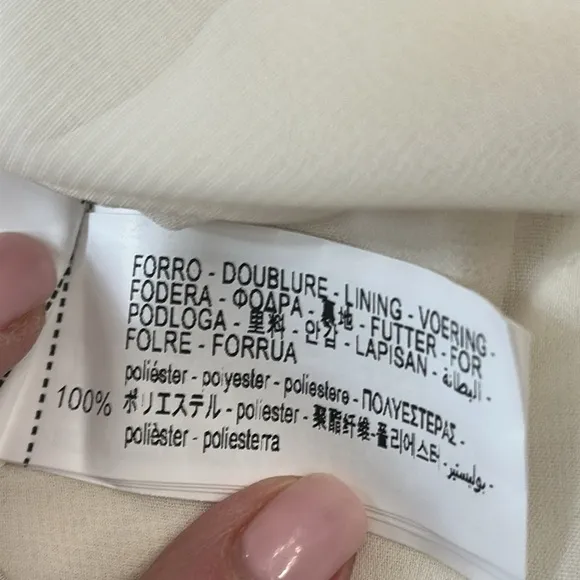 FORRO - DOUBLURE - LINING - VOERING -
FODERA - ΦΟΔΡΑ - 裏地 - FUTTER - FOR
PODLOGA - 里料 - 안감 - LAPISAN - البطانة -
FOLRE - FORRUA
poliéster - polyester - poliestere - ΠΟΛΥΕΣΤΕΡΑΣ -
100% ポリエステル - poliester - 聚酯纤维 - 폴리에스터 - بوليستير -
polièster - poliesterra